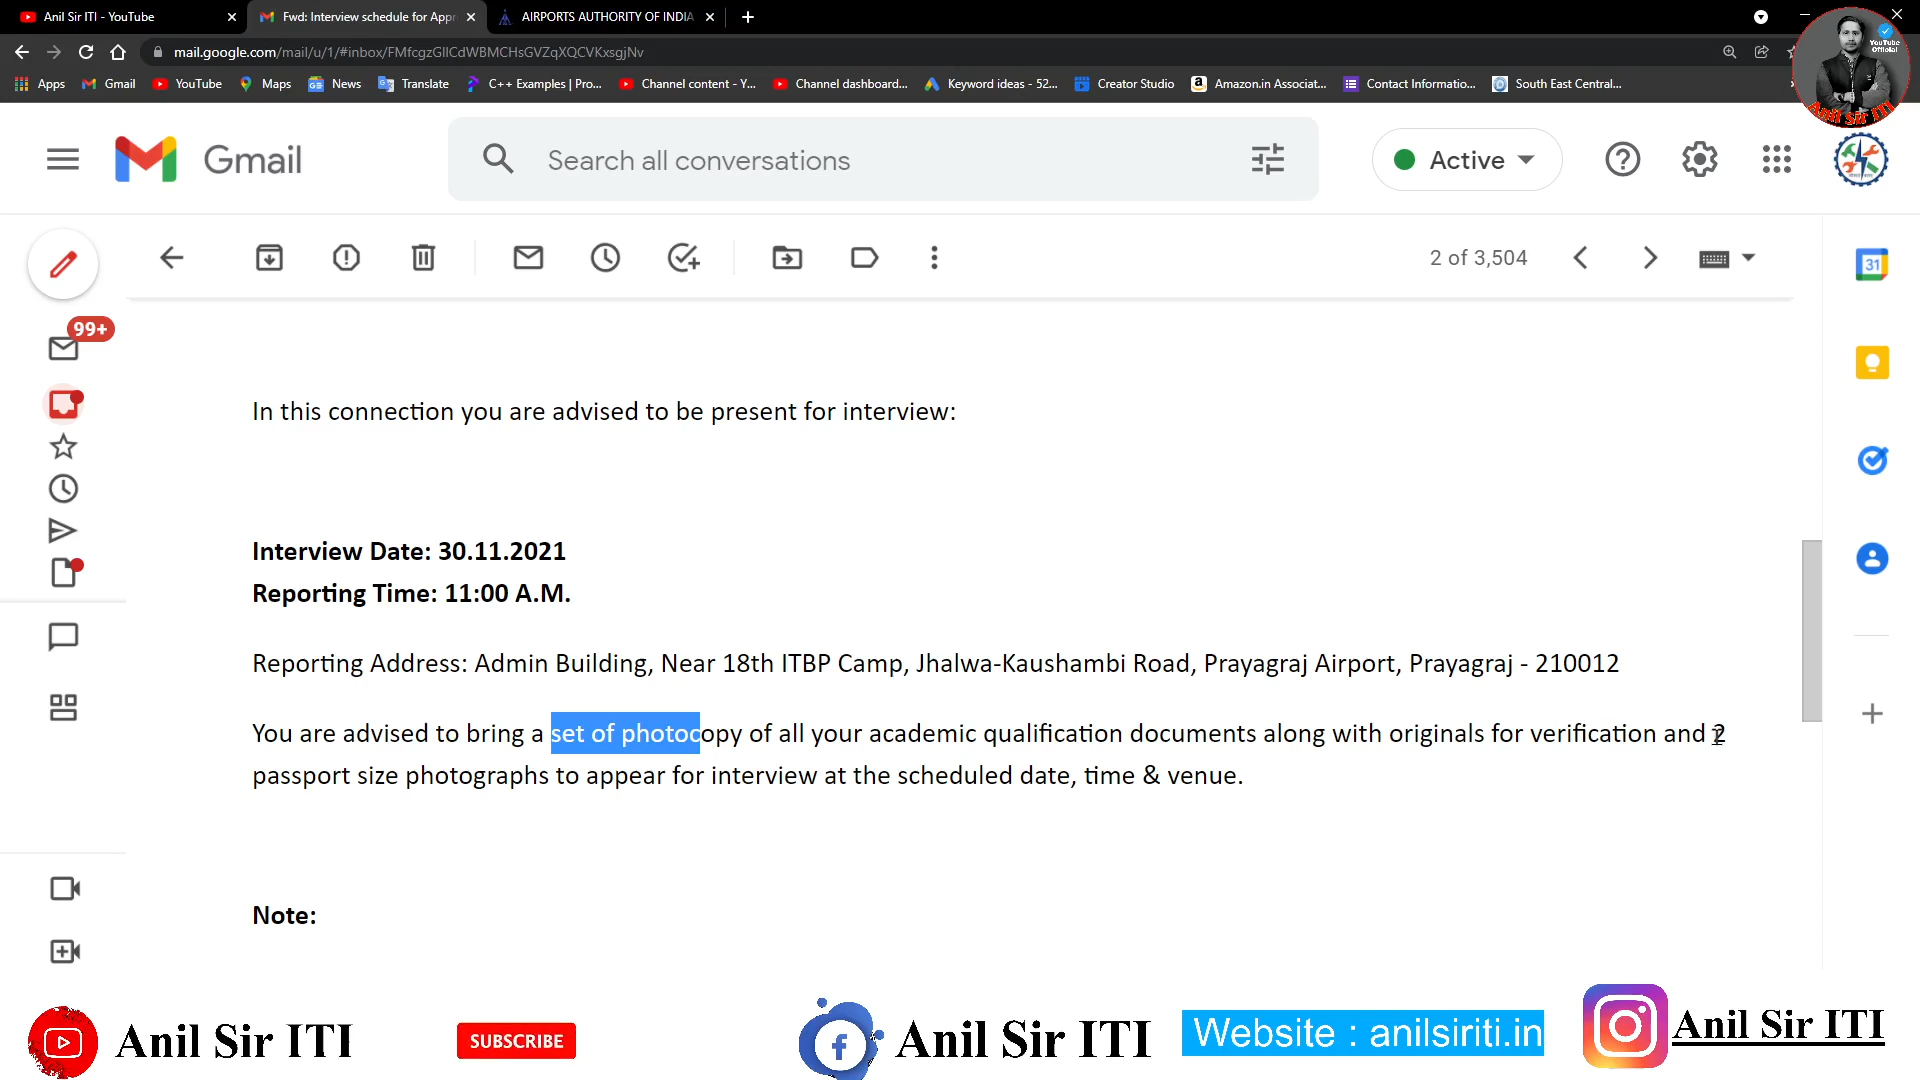 Anil Sir ITI - YouTube
Fwd: Interview schedule for Appr
AIRPORTS AUTHORITY OF INDIA
mail.google.com/mail/u/1/#inbox/FMfcgzGllCdWBMCHsGVZqXQCVKxsgjNv
Apps Gmail YouTube Maps News Translate C++ Examples | Pro... Channel content - Y... Channel dashboard... Keyword ideas - 52... Creator Studio Amazon.in Associat... Contact Informatio... South East Central...
YouTube
Official
Anil Sir ITI
Gmail
Search all conversations
Active
99+
2 of 3,504
31
In this connection you are advised to be present for interview:
Interview Date: 30.11.2021
Reporting Time: 11:00 A.M.
Reporting Address: Admin Building, Near 18th ITBP Camp, Jhalwa-Kaushambi Road, Prayagraj Airport, Prayagraj - 210012
You are advised to bring a set of photocopy of all your academic qualification documents along with originals for verification and 2
passport size photographs to appear for interview at the scheduled date, time & venue.
Note:
Anil Sir ITI
SUBSCRIBE
Anil Sir ITI
Website : anilsiriti.in
Anil Sir ITI